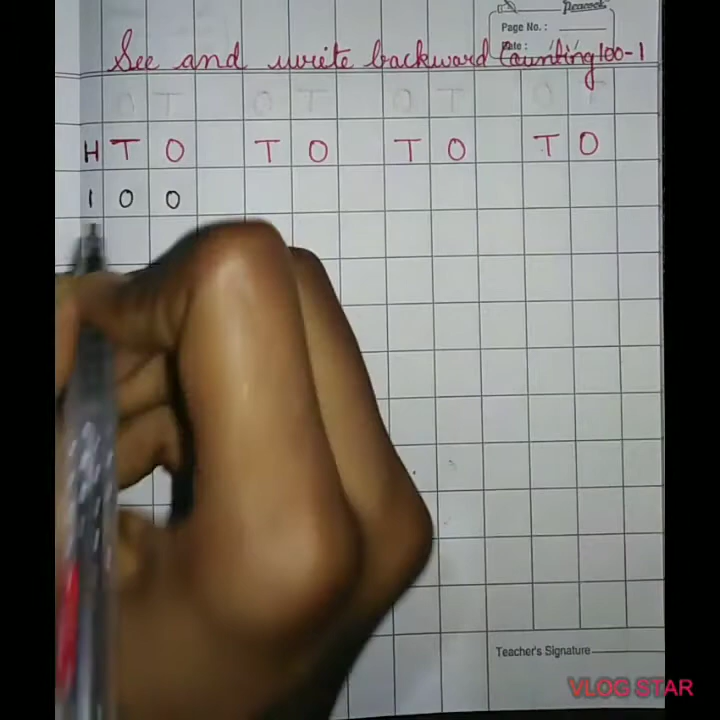 Peacock
Page No.:
Date:
See and write backward Counting 100-1
H T O T O T O T O
1 0 0
Teacher's Signature
VLOG STAR